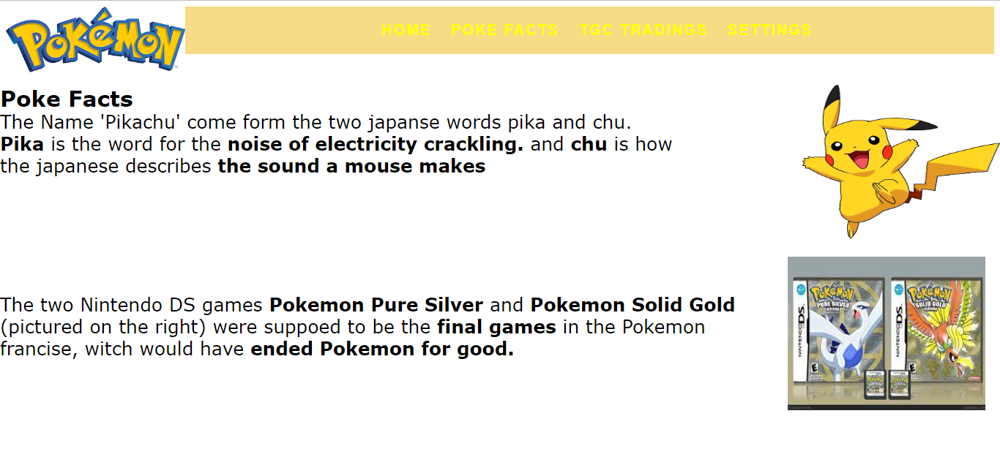 Pokémon
HOME POKE FACTS TGC TRADINGS SETTINGS
Poke Facts
The Name 'Pikachu' come form the two japanse words pika and chu.
Pika is the word for the noise of electricity crackling. and chu is how
the japanese describes the sound a mouse makes
The two Nintendo DS games Pokemon Pure Silver and Pokemon Solid Gold
(pictured on the right) were suppoed to be the final games in the Pokemon
francise, witch would have ended Pokemon for good.
NINTENDO DS
POKéMON
PURE SILVER
VERSION
E
NINTENDO DS
POKéMON
SOLID GOLD
VERSION
E